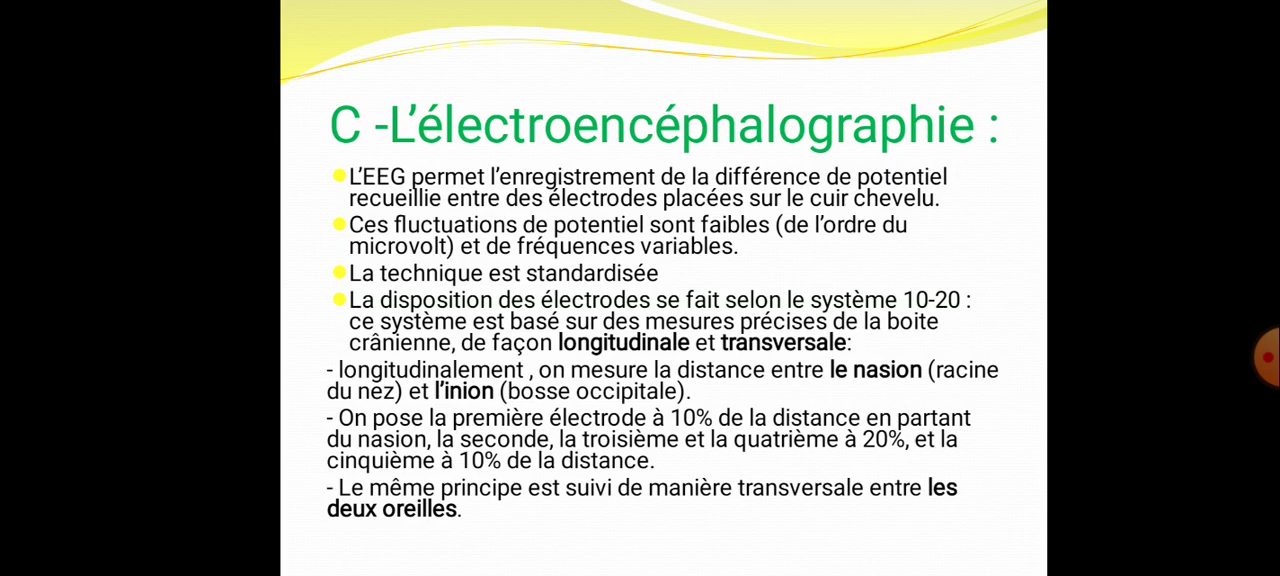 C -L’électroencéphalographie :
L’EEG permet l’enregistrement de la différence de potentiel
recueillie entre des électrodes placées sur le cuir chevelu.
Ces fluctuations de potentiel sont faibles (de l’ordre du
microvolt) et de fréquences variables.
La technique est standardisée
La disposition des électrodes se fait selon le système 10-20 :
ce système est basé sur des mesures précises de la boite
crânienne, de façon longitudinale et transversale:
- longitudinalement , on mesure la distance entre le nasion (racine
du nez) et l’inion (bosse occipitale).
- On pose la première électrode à 10% de la distance en partant
du nasion, la seconde, la troisième et la quatrième à 20%, et la
cinquième à 10% de la distance.
- Le même principe est suivi de manière transversale entre les
deux oreilles.